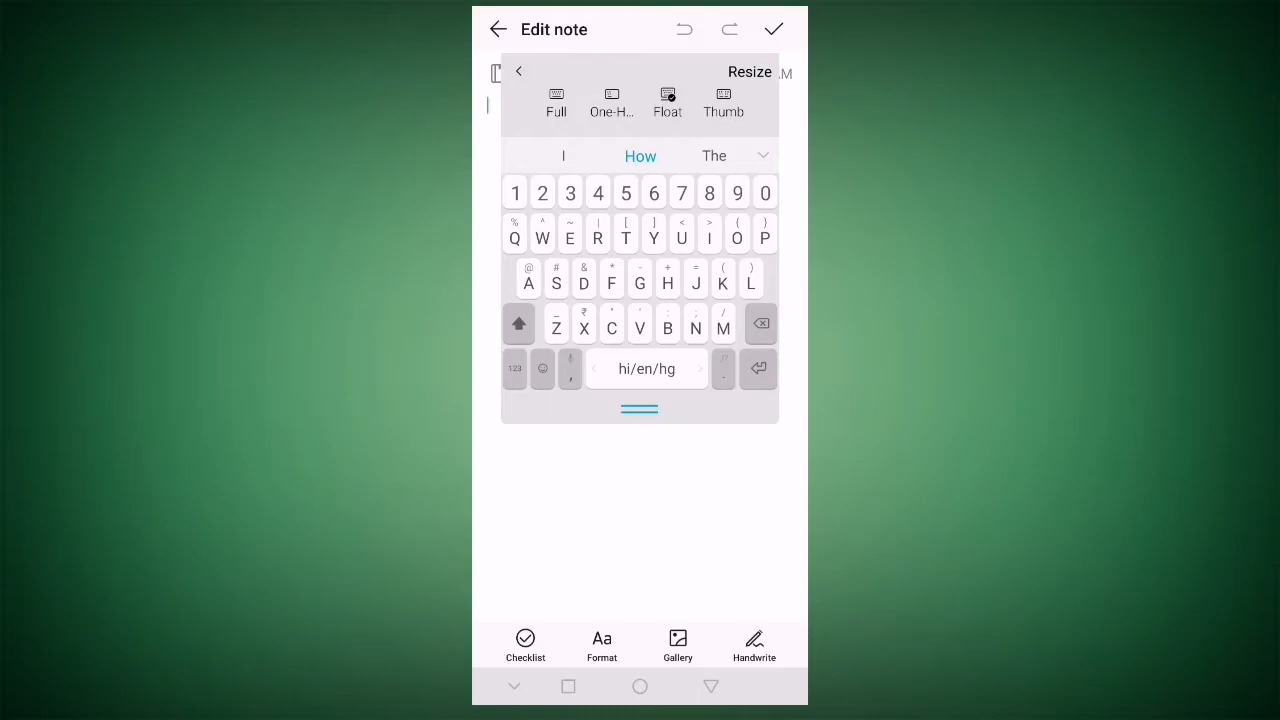 Edit note
Resize
AM
Full One-H... Float Thumb
I How The
1 2 3 4 5 6 7 8 9 0
% ^ ~ | [ ] < > { }
Q W E R T Y U I O P
@ # & * - + = ( )
A S D F G H J K L
_ ₹ " ' : ; /
Z X C V B N M
123 , hi/en/hg .
Checklist Format Gallery Handwrite